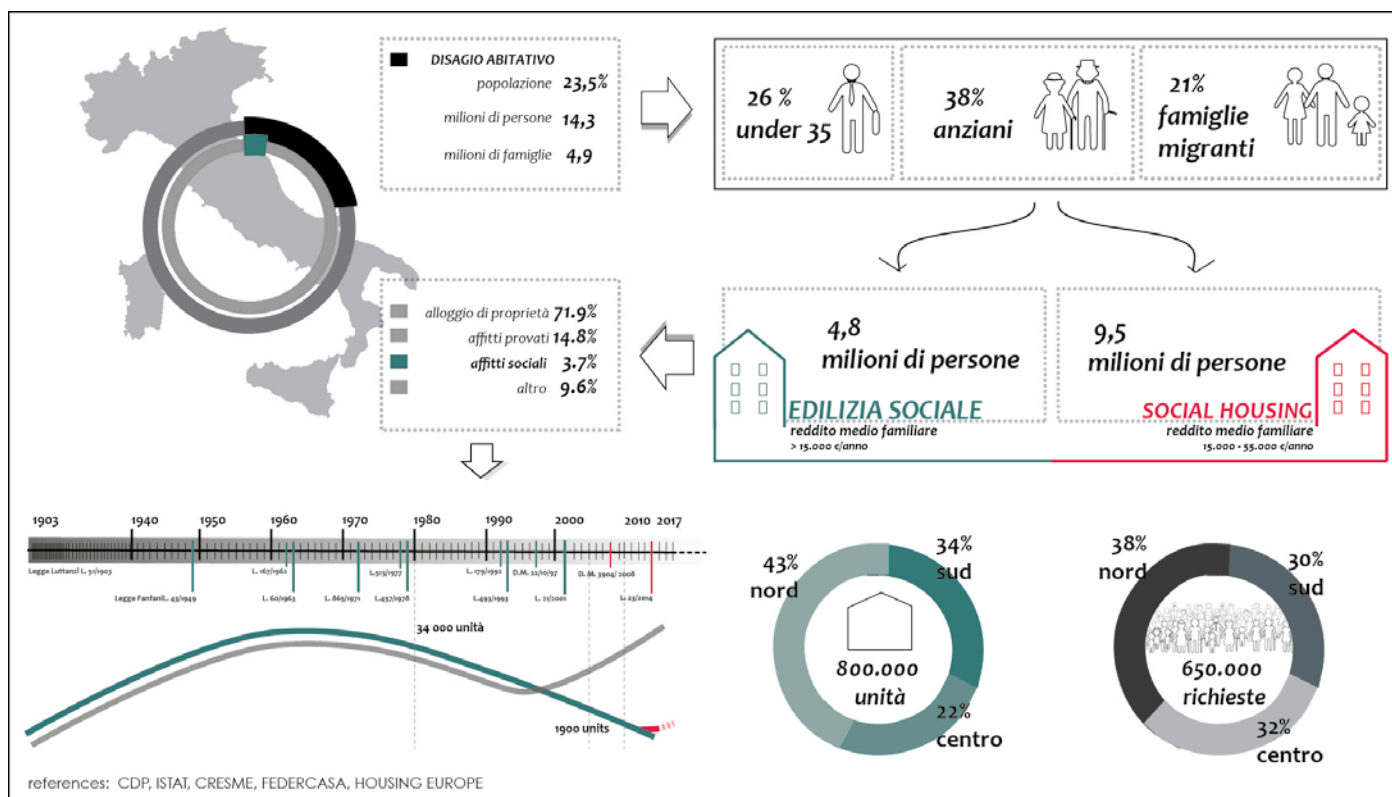 DISAGIO ABITATIVO
popolazione 23,5%
milioni di persone 14,3
milioni di famiglie 4,9
26 %
under 35
38%
anziani
21%
famiglie
migranti
alloggio di proprietà 71.9%
affitti provati 14.8%
affitti sociali 3.7%
altro 9.6%
4,8
milioni di persone
EDILIZIA SOCIALE
reddito medio familiare
> 15.000 €/anno
9,5
milioni di persone
SOCIAL HOUSING
reddito medio familiare
15.000 - 55.000 €/anno
1903 1940 1950 1960 1970 1980 1990 2000 2010 2017
Legge Luttazol L. 51/1903
L. 167/1962
L.513/1977
L. 179/1992
D.M. 22/10/97
D. M. 3904/ 2008
Legge FanfaniL. 43/1949
L. 60/1963
L. 865/1971
L.457/1978
L.493/1993
L. 21/2001
L. 23/2014
34 000 unità
1900 units
43%
nord
34%
sud
22%
centro
800.000
unità
38%
nord
30%
sud
32%
centro
650.000
richieste
references: CDP, ISTAT, CRESME, FEDERCASA, HOUSING EUROPE